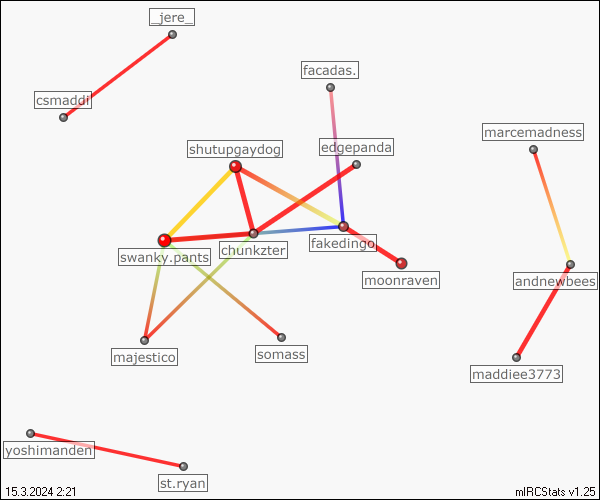 _jere_
facadas.
csmaddi
marcemadness
shutupgaydog
edgepanda
swanky.pants
chunkzter
fakedingo
moonraven
andnewbees
majestico
somass
maddiee3773
yoshimanden
st.ryan
15.3.2024 2:21
mIRCStats v1.25